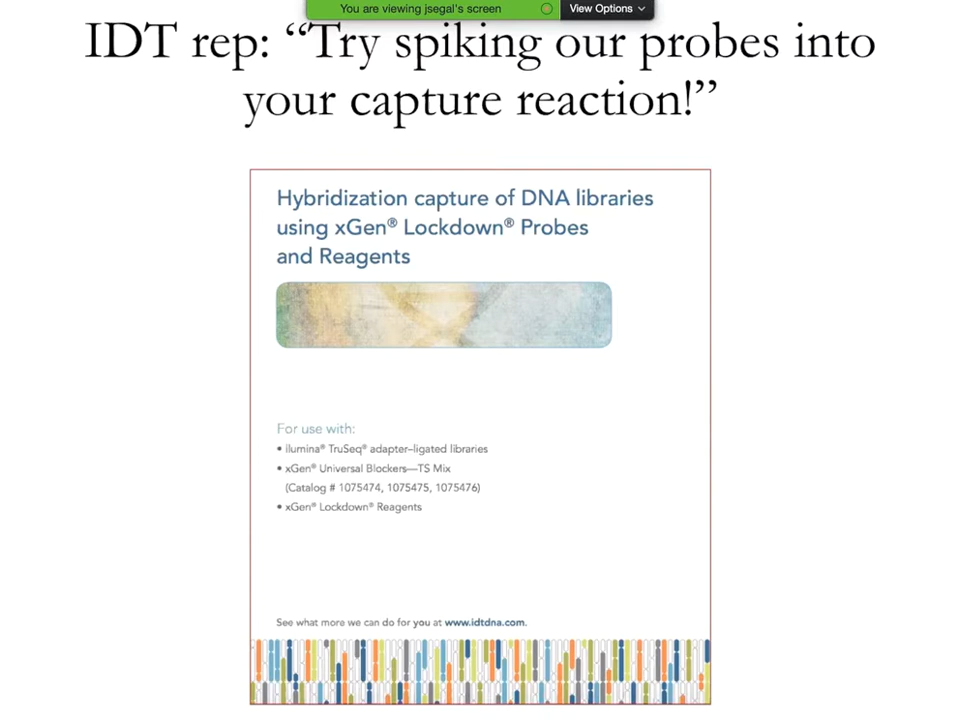 You are viewing jsegal's screen View Options
IDT rep: “Try spiking our probes into
your capture reaction!”
Hybridization capture of DNA libraries
using xGen® Lockdown® Probes
and Reagents
For use with:
• ilumina® TruSeq® adapter–ligated libraries
• xGen® Universal Blockers—TS Mix
(Catalog # 1075474, 1075475, 1075476)
• xGen® Lockdown® Reagents
See what more we can do for you at www.idtdna.com.